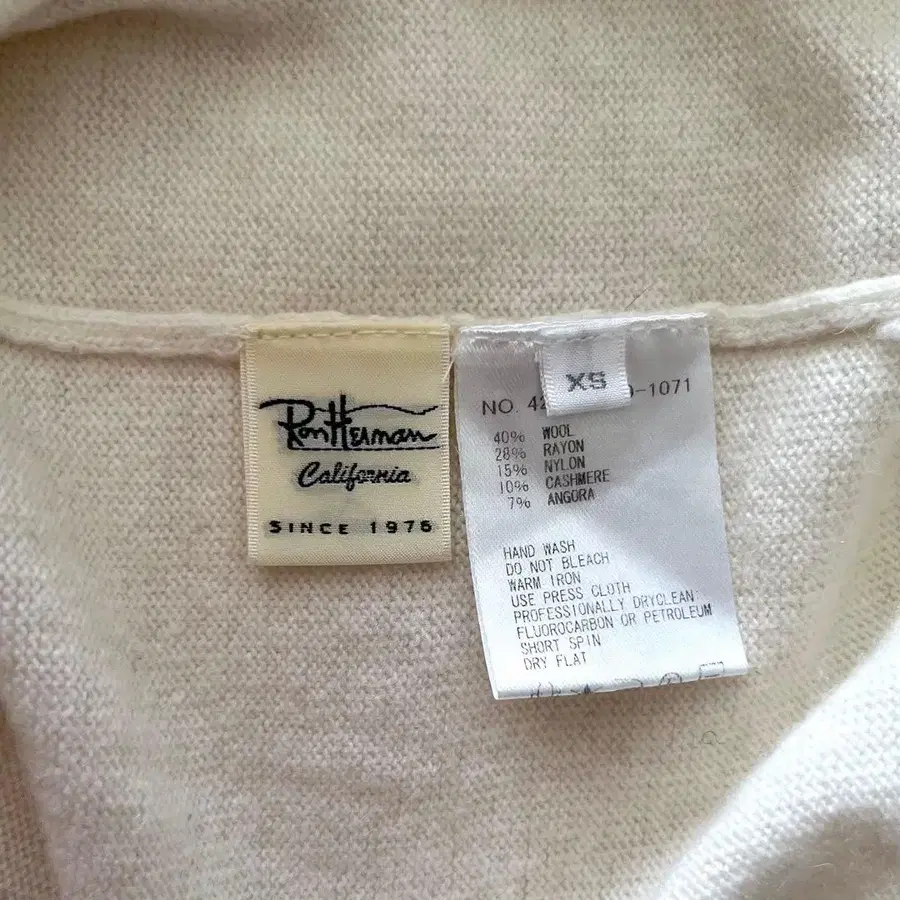 Ron Herman
California
SINCE 1976
XS
NO. 42 -1071
40% WOOL
28% RAYON
15% NYLON
10% CASHMERE
7% ANGORA
HAND WASH
DO NOT BLEACH
WARM IRON
USE PRESS CLOTH
PROFESSIONALLY DRYCLEAN
FLUOROCARBON OR PETROLEUM
SHORT SPIN
DRY FLAT